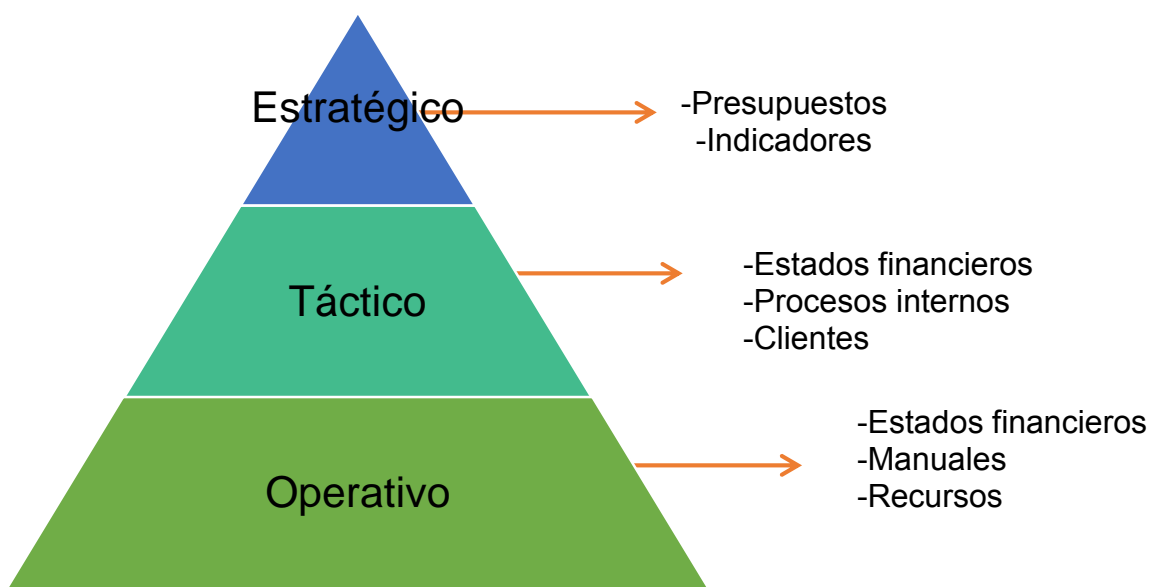 Estratégico
-Presupuestos
-Indicadores
Táctico
-Estados financieros
-Procesos internos
-Clientes
Operativo
-Estados financieros
-Manuales
-Recursos